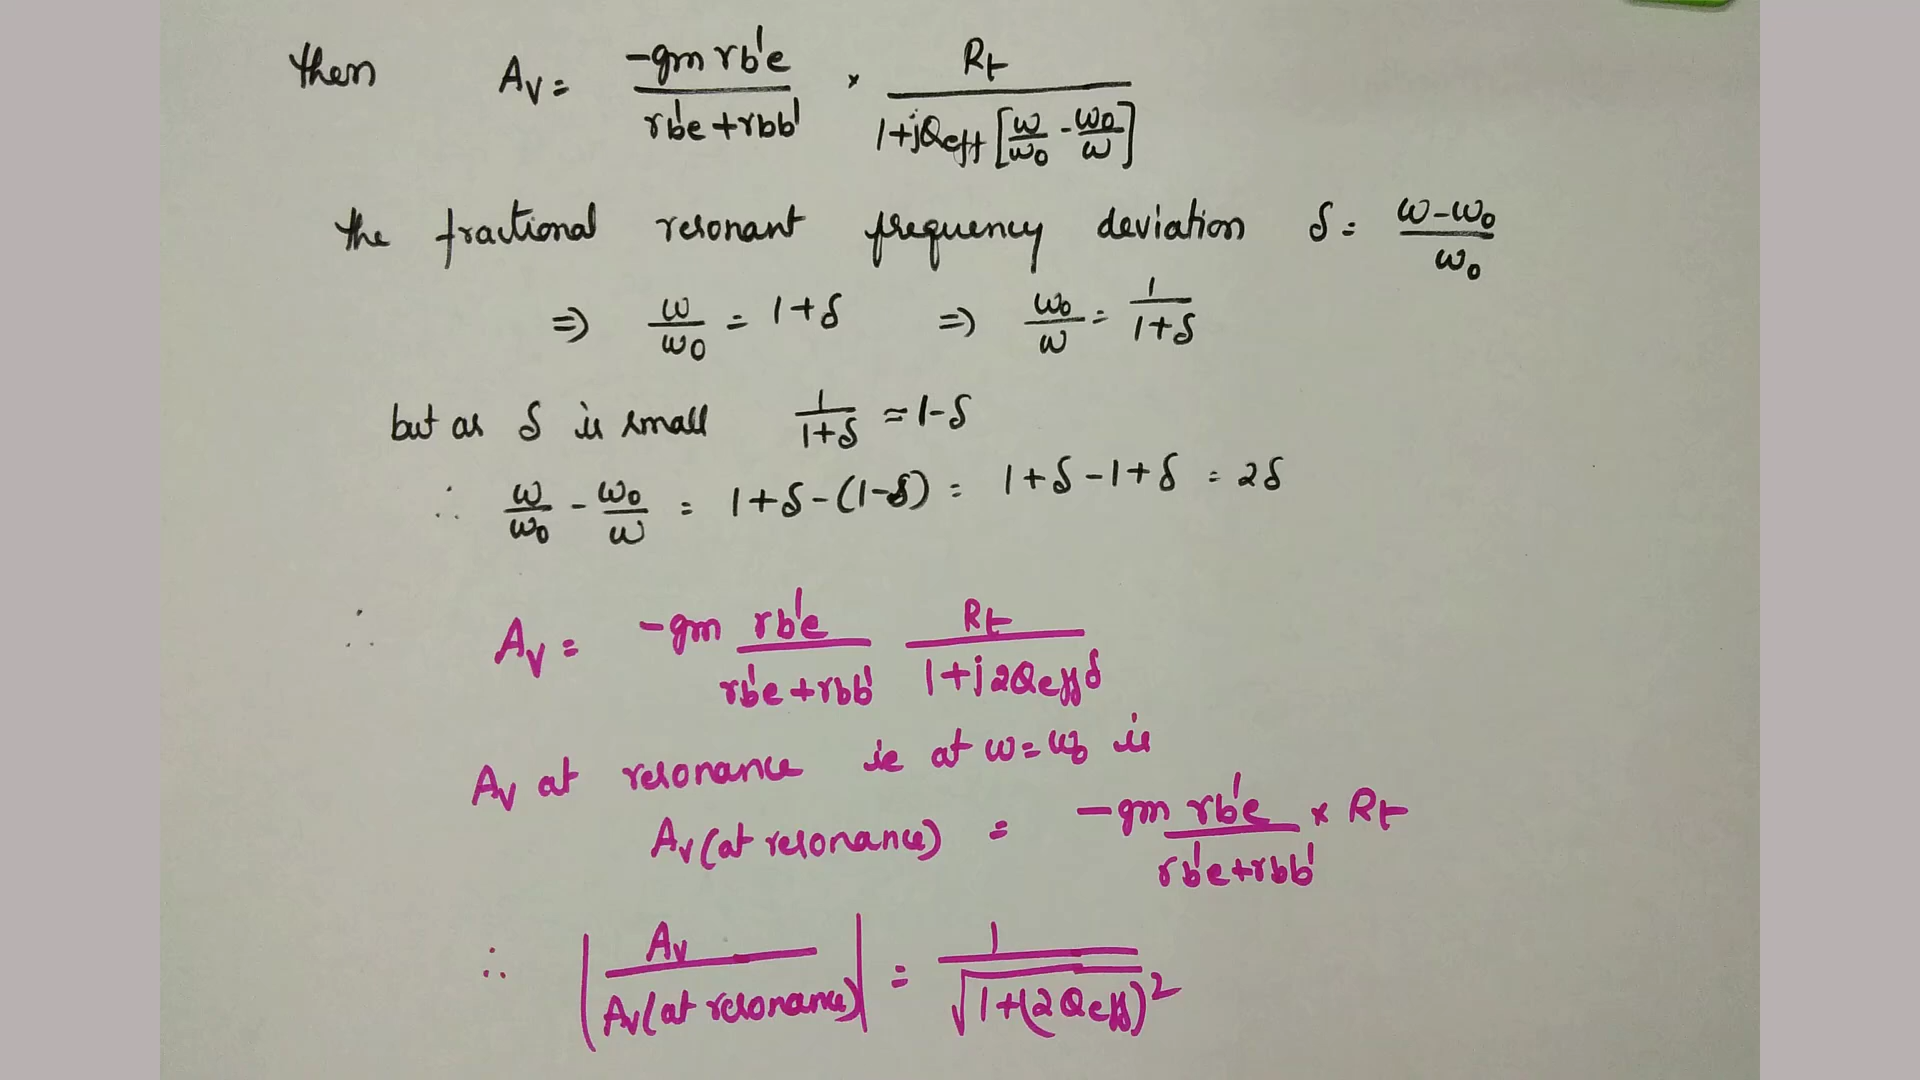 then Av = -gm rb'e / rb'e + rbb' × Rt / 1+jQeff [ω/ω0 - ω0/ω]
the fractional resonant frequency deviation δ = ω-ω0 / ω0
⇒ ω/ω0 = 1+δ ⇒ ω0/ω = 1 / 1+δ
but as δ is small 1 / 1+δ ≈ 1-δ
∴ ω/ω0 - ω0/ω = 1+δ-(1-δ) = 1+δ-1+δ = 2δ
∴ Av = -gm rb'e / rb'e + rbb' Rt / 1+j2Qeffδ
Av at resonance ie at ω=ω0 is
Av(at resonance) = -gm rb'e / rb'e+rbb' × Rt
∴ |Av / Av(at resonance)| = 1 / √1+(2Qeff)²